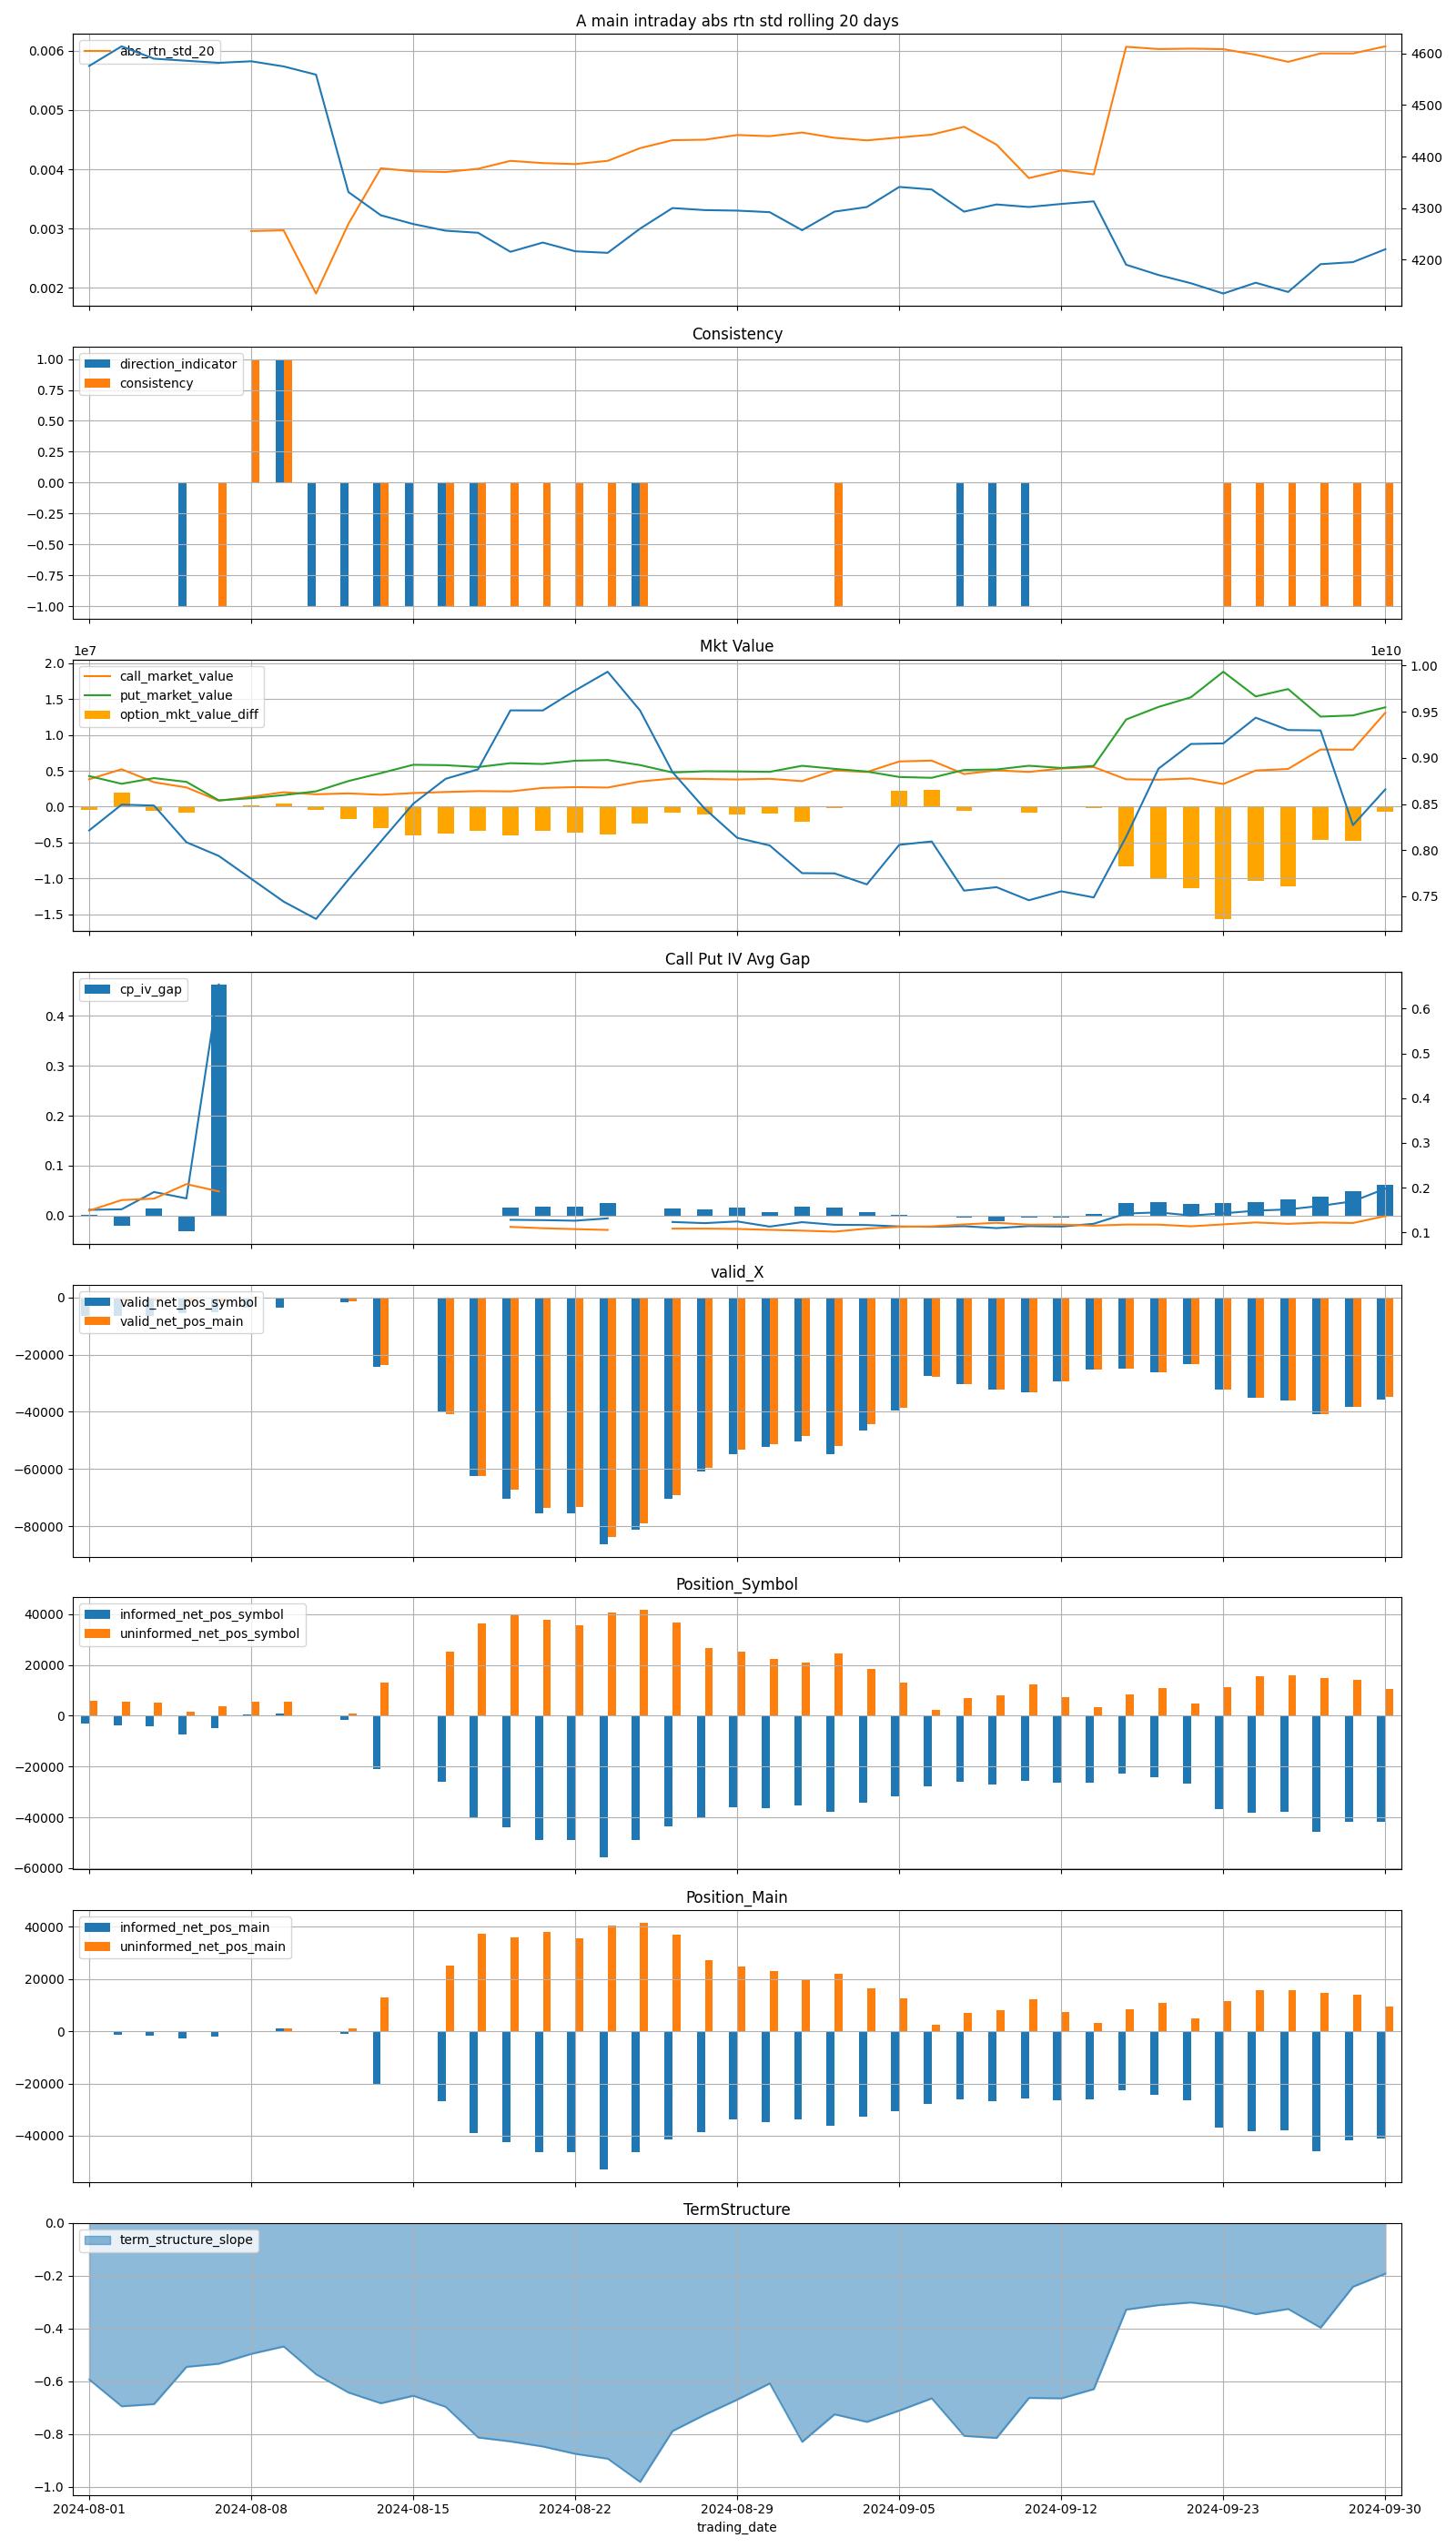 A main intraday abs rtn std rolling 20 days
abs_rtn_std_20
0.006
0.005
0.004
0.003
0.002
4600
4500
4400
4300
4200
Consistency
direction_indicator
consistency
1.00
0.75
0.50
0.25
0.00
−0.25
−0.50
−0.75
−1.00
Mkt Value
1e7
1e10
call_market_value
put_market_value
option_mkt_value_diff
2.0
1.5
1.0
0.5
0.0
−0.5
−1.0
−1.5
1.00
0.95
0.90
0.85
0.80
0.75
Call Put IV Avg Gap
cp_iv_gap
0.4
0.3
0.2
0.1
0.0
0.6
0.5
0.4
0.3
0.2
0.1
valid_X
valid_net_pos_symbol
valid_net_pos_main
0
−20000
−40000
−60000
−80000
Position_Symbol
informed_net_pos_symbol
uninformed_net_pos_symbol
40000
20000
0
−20000
−40000
−60000
Position_Main
informed_net_pos_main
uninformed_net_pos_main
40000
20000
0
−20000
−40000
TermStructure
term_structure_slope
0.0
−0.2
−0.4
−0.6
−0.8
−1.0
2024-08-01 2024-08-08 2024-08-15 2024-08-22 2024-08-29 2024-09-05 2024-09-12 2024-09-23 2024-09-30
trading_date